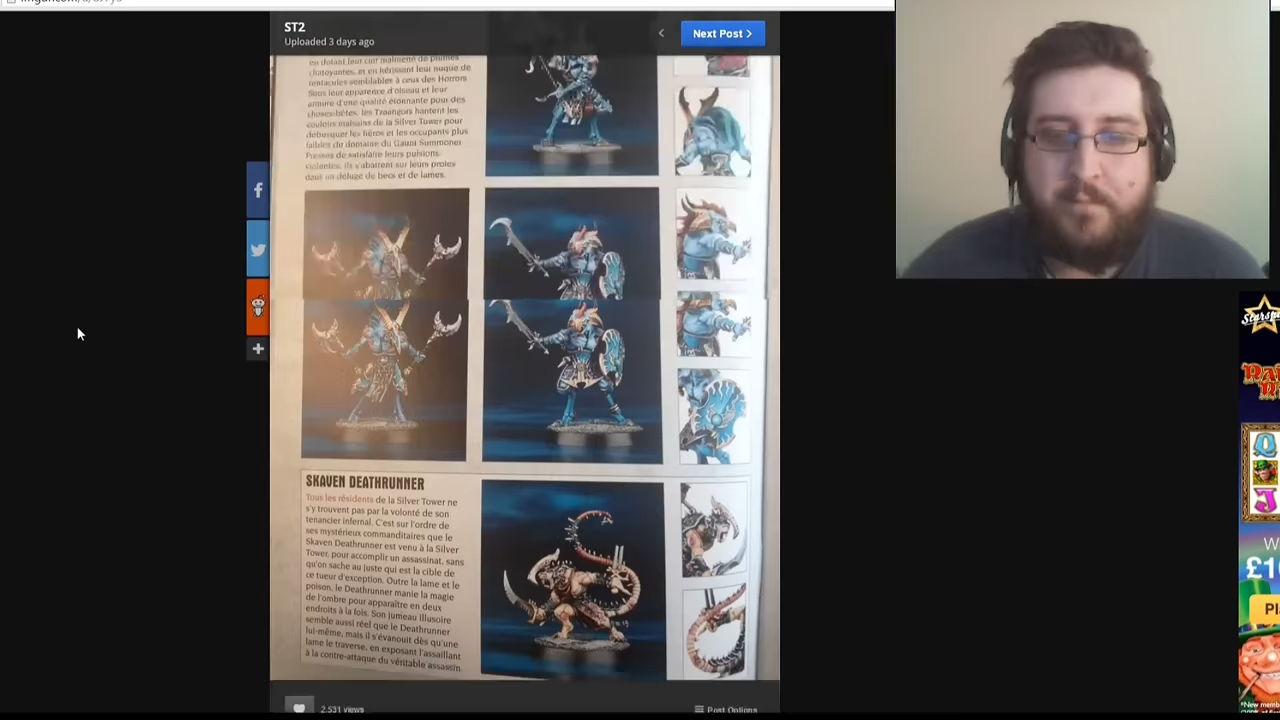 ST2
Uploaded 3 days ago
Next Post
en dotant leur cuir malmené de plumes
chatoyantes, et en hérissant leur nuque de
tentacules semblables à ceux des Horrors
Sous leur apparence d'oiseau et leur
armure d'une qualité étonnante pour des
choses-bêtes, les Tzaangors hantent les
couloirs malsains de la Silver Tower pour
débusquer les héros et les occupants plus
faibles du domaine du Gaunt Summoner
Pressés de satisfaire leurs pulsions
violentes, ils s'abattent sur leurs proies
dans un déluge de becs et de lames.
SKAVEN DEATHRUNNER
Tous les résidents de la Silver Tower ne
s'y trouvent pas par la volonté de son
tenancier infernal. C'est sur l'ordre de
ses mystérieux commanditaires que le
Skaven Deathrunner est venu à la Silver
Tower, pour accomplir un assassinat, sans
qu'on sache au juste qui est la cible de
ce tueur d'exception. Outre la lame et le
poison, le Deathrunner manie la magie
de l'ombre pour apparaître en deux
endroits à la fois. Son jumeau illusoire
semble aussi réel que le Deathrunner
lui-même, mais il s'évanouit dès qu'une
lame le traverse, en exposant l'assaillant
à la contre-attaque du véritable assassin.
2,531 views
Post Options